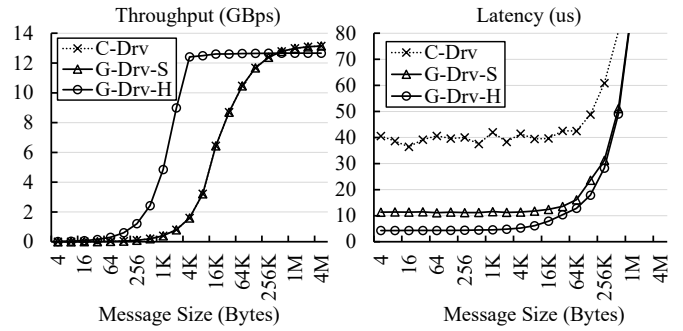 Throughput (GBps)
14
12
10
8
6
4
2
0
C-Drv
G-Drv-S
G-Drv-H
4
16
64
256
1K
4K
16K
64K
256K
1M
4M
Message Size (Bytes)
Latency (us)
80
70
60
50
40
30
20
10
0
C-Drv
G-Drv-S
G-Drv-H
4
16
64
256
1K
4K
16K
64K
256K
1M
4M
Message Size (Bytes)